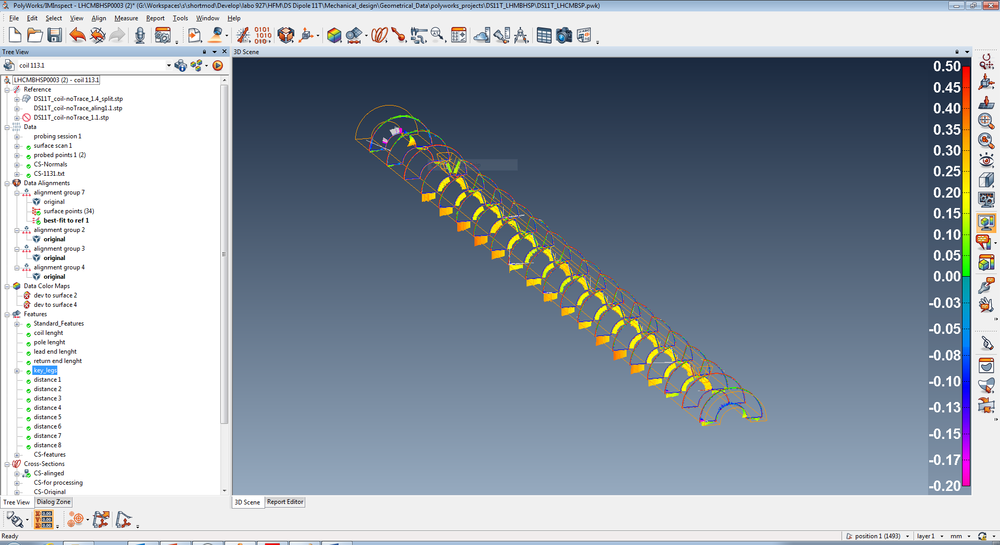 PolyWorks/IMInspect - LHCMBHSP0003 (2)* (G:\Workspaces\s\shortmod\Develop\labo 927\HFM\DS Dipole 11T\Mechanical_design\Geometrical_Data\polyworks_projects\DS11T_LHMBHSP\DS11T_LHCMBSP.pwk)
File Edit Select View Align Measure Report Tools Window Help
Tree View
3D Scene
coil 113.1
LHCMBHSP0003 (2) - coil 113.1
Reference
DS11T_coil-noTrace_1.4_split.stp
DS11T_coil-noTrace_aling1.1.stp
DS11T_coil-noTrace_1.1.stp
Data
probing session 1
surface scan 1
probed points 1 (2)
CS-Normals
CS-1131.txt
Data Alignments
alignment group 7
original
surface points (34)
best-fit to ref 1
alignment group 2
original
alignment group 3
original
alignment group 4
original
Data Color Maps
dev to surface 2
dev to surface 4
Features
Standard_Features
coil lenght
pole lenght
lead end lenght
return end lenght
key_legs
distance 1
distance 2
distance 3
distance 4
distance 5
distance 6
distance 7
distance 8
CS-features
Cross-Sections
CS-alinged
CS-for processing
CS-Original
0.50
0.45
0.40
0.35
0.30
0.25
0.20
0.15
0.10
0.05
0.00
-0.03
-0.05
-0.08
-0.10
-0.13
-0.15
-0.17
-0.20
Tree View
Dialog Zone
3D Scene
Report Editor
X: 0.00
Y: 0.00
Z: 0.00
Ready
position 1 (1493)
layer 1
mm